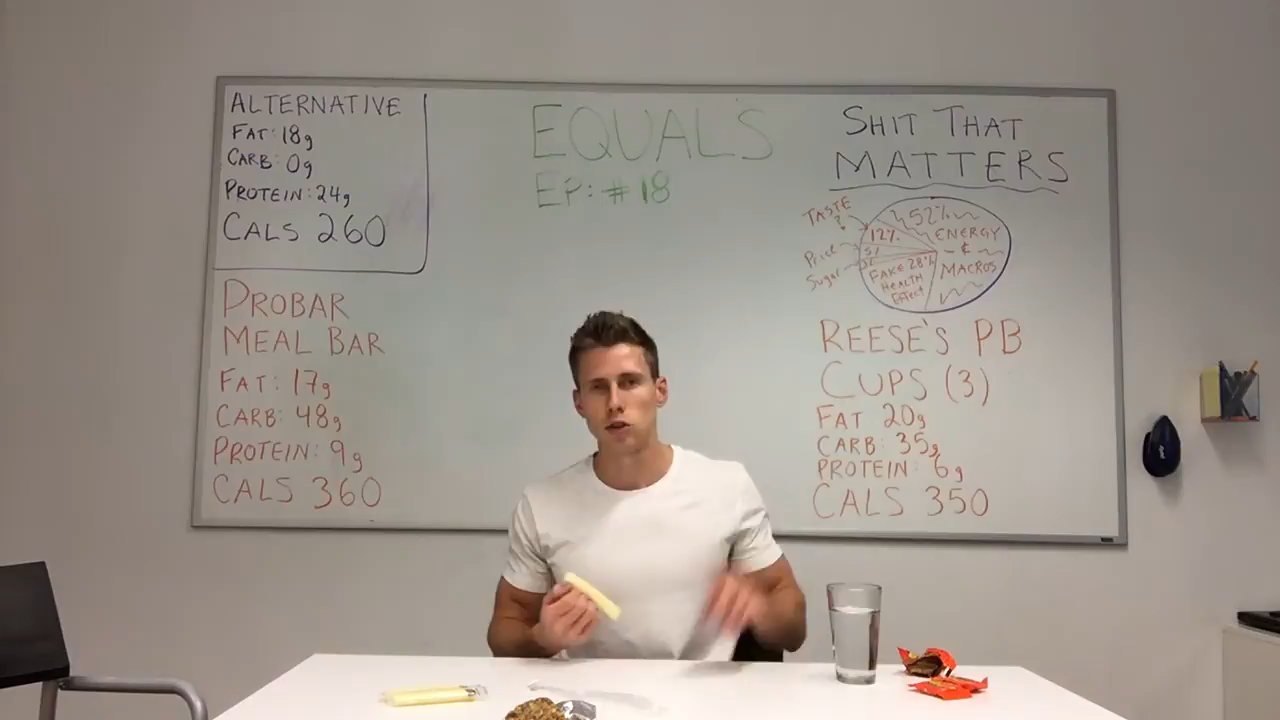 ALTERNATIVE
FAT: 18g
CARB: 0g
PROTEIN: 24g
CALS 260
PROBAR
MEAL BAR
FAT: 17g
CARB: 48g
PROTEIN: 9g
CALS 360
EQUAL'S
EP: #18
SHIT THAT
MATTERS
TASTE
Price
Sugar
12%
5%
52%
ENERGY
&
MACROS
FAKE 28%
HEALTH
EFFECT
REESE'S PB
CUPS (3)
FAT 20g
CARB: 35g
PROTEIN: 6g
CALS 350